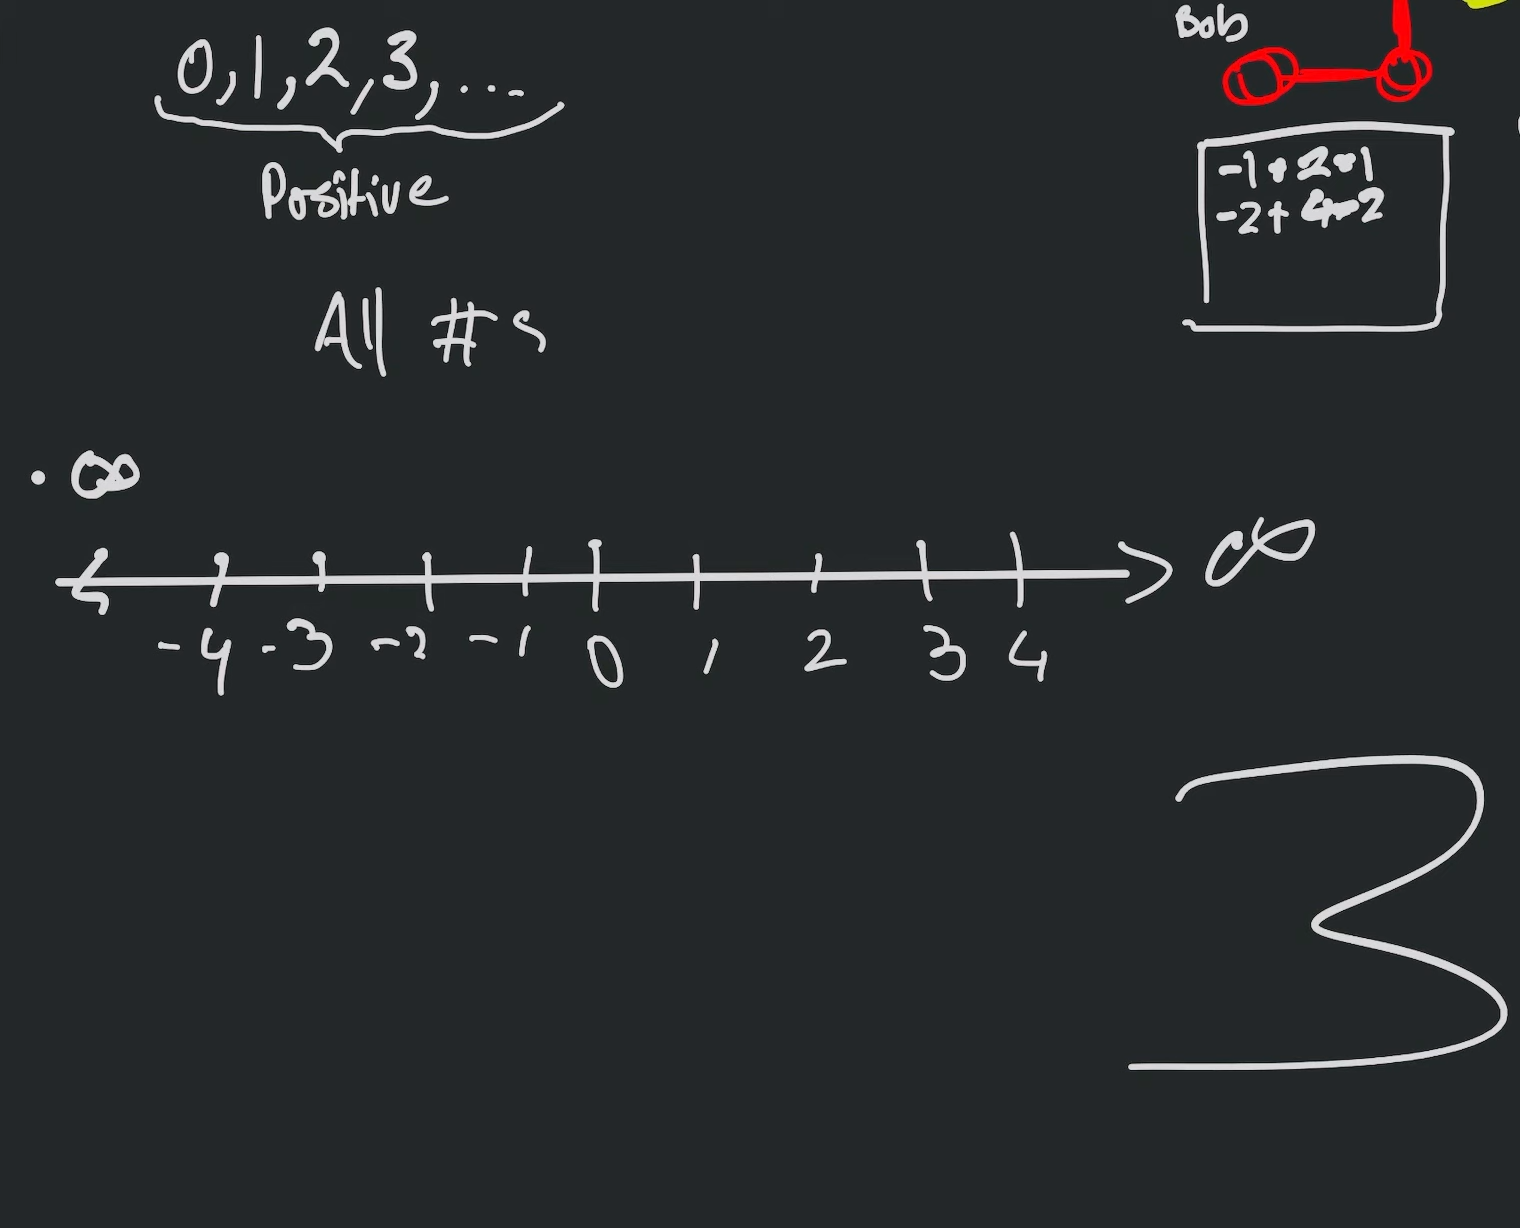 0,1,2,3,...
Positive
All #s
Bob
-1+2=1
-2+4=2
-∞
∞
-4 -3 -2 -1 0 1 2 3 4
3